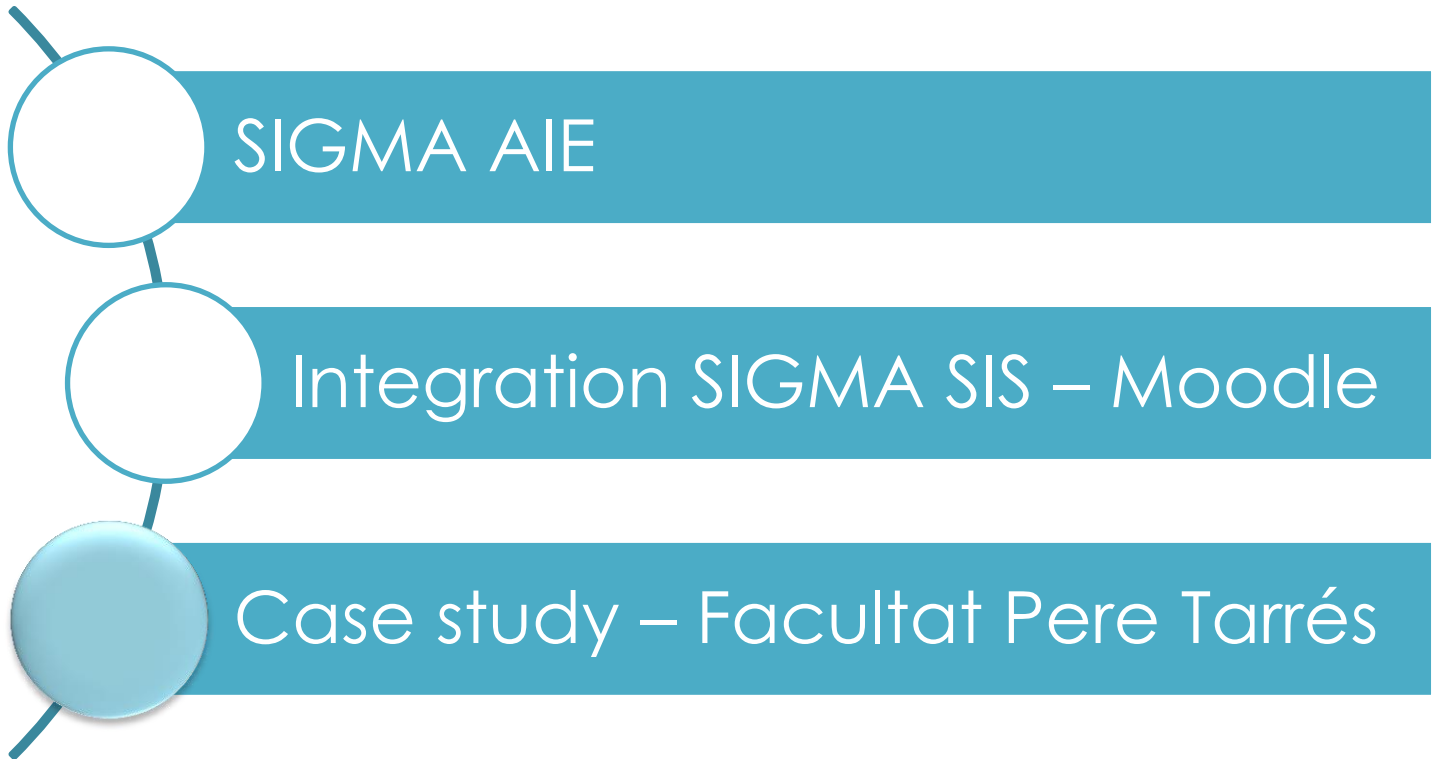 SIGMA AIE
Integration SIGMA SIS – Moodle
Case study – Facultat Pere Tarrés